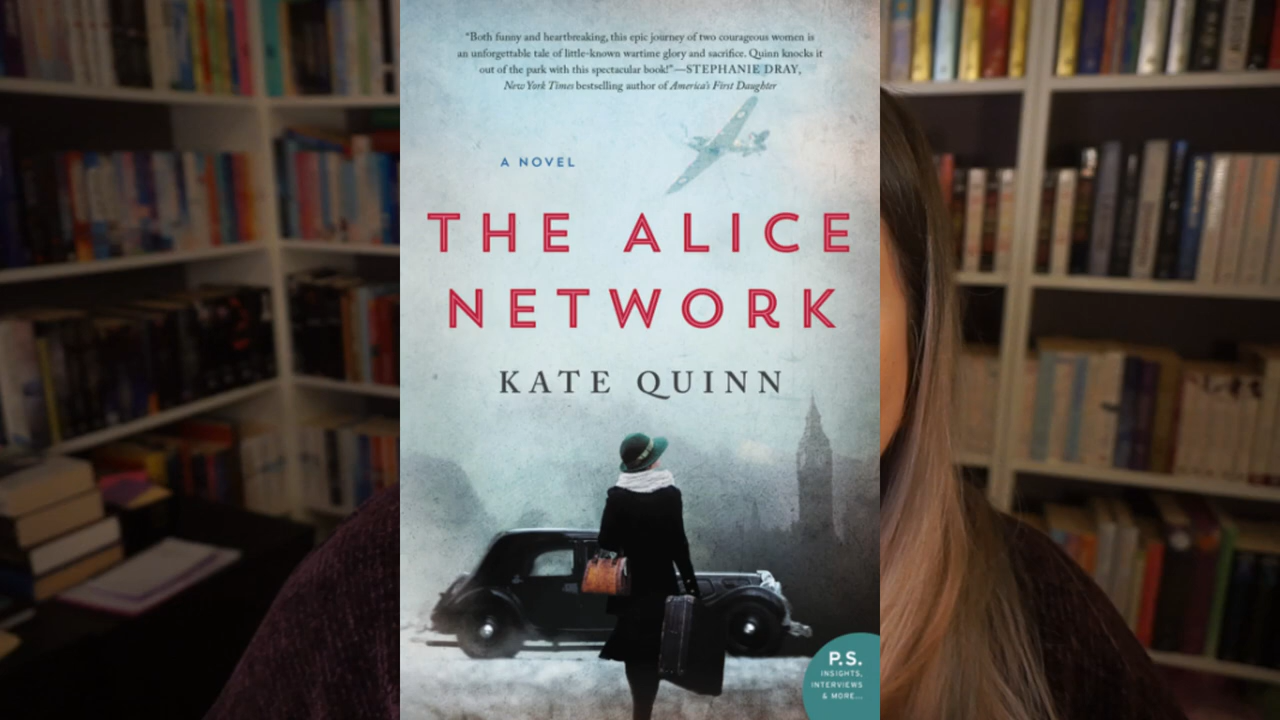 "Both funny and heartbreaking, this epic journey of two courageous women is
an unforgettable tale of little-known wartime glory and sacrifice. Quinn knocks it
out of the park with this spectacular book!"—STEPHANIE DRAY,
New York Times bestselling author of America's First Daughter
A NOVEL
THE ALICE
NETWORK
KATE QUINN
P.S.
INSIGHTS,
INTERVIEWS
& MORE...